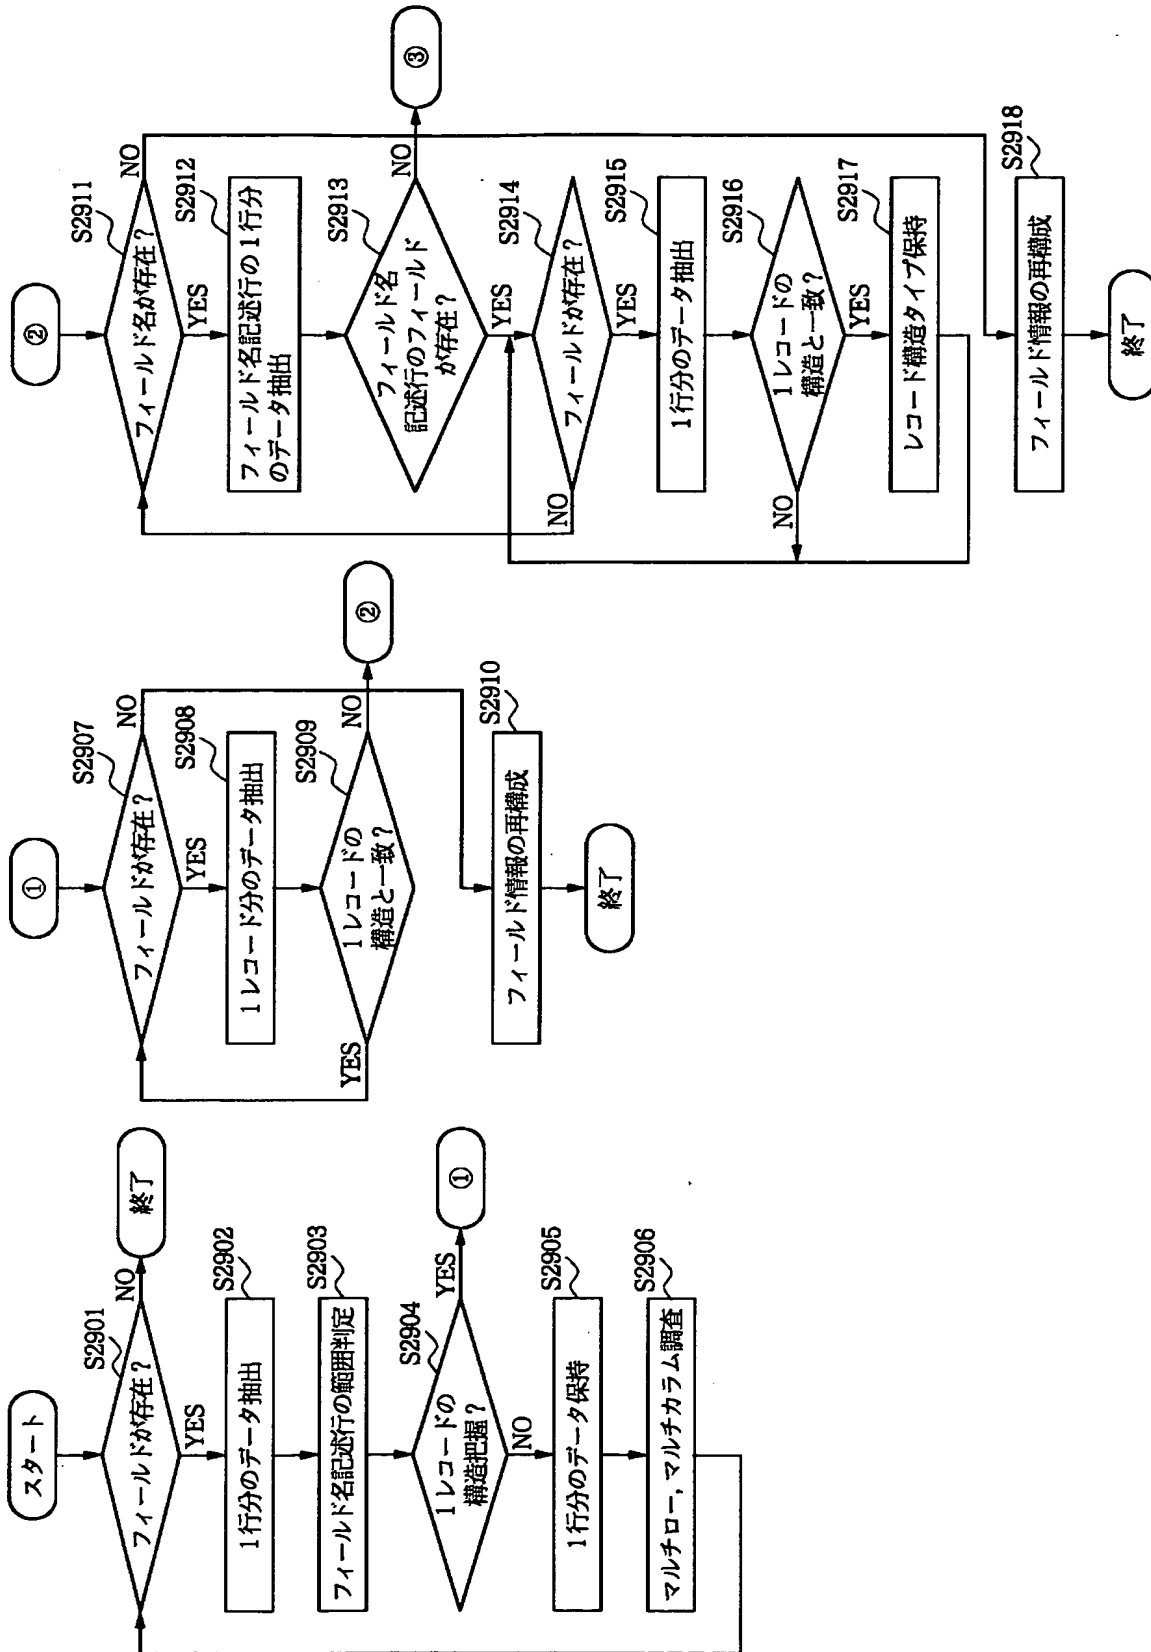 スタート
S2901
フィールドが存在？
NO
終了
YES
S2902
1行分のデータ抽出
S2903
フィールド名記述行の範囲判定
S2904
1レコードの
構造把握？
YES
①
NO
S2905
1行分のデータ保持
S2906
マルチロー，マルチカラム調査
①
S2907
フィールドが存在？
NO
YES
S2908
1レコード分のデータ抽出
S2909
1レコードの
構造と一致？
YES
NO
②
S2910
フィールド情報の再構成
終了
②
S2911
フィールド名が存在？
NO
YES
S2912
フィールド名記述行の1行分
のデータ抽出
S2913
フィールド名
記述行のフィールド
が存在？
NO
③
YES
S2914
フィールドが存在？
NO
YES
S2915
1行分のデータ抽出
S2916
1レコードの
構造と一致？
NO
YES
S2917
レコード構造タイプ保持
S2918
フィールド情報の再構成
終了